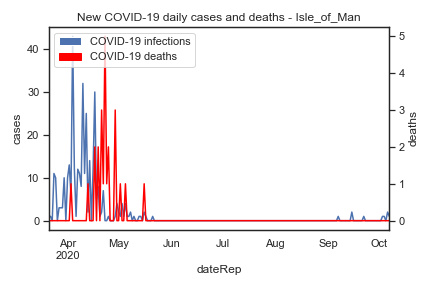 New COVID-19 daily cases and deaths - Isle_of_Man
COVID-19 infections
COVID-19 deaths
cases
40
30
20
10
0
deaths
5
4
3
2
1
0
Apr May Jun Jul Aug Sep Oct
2020
dateRep